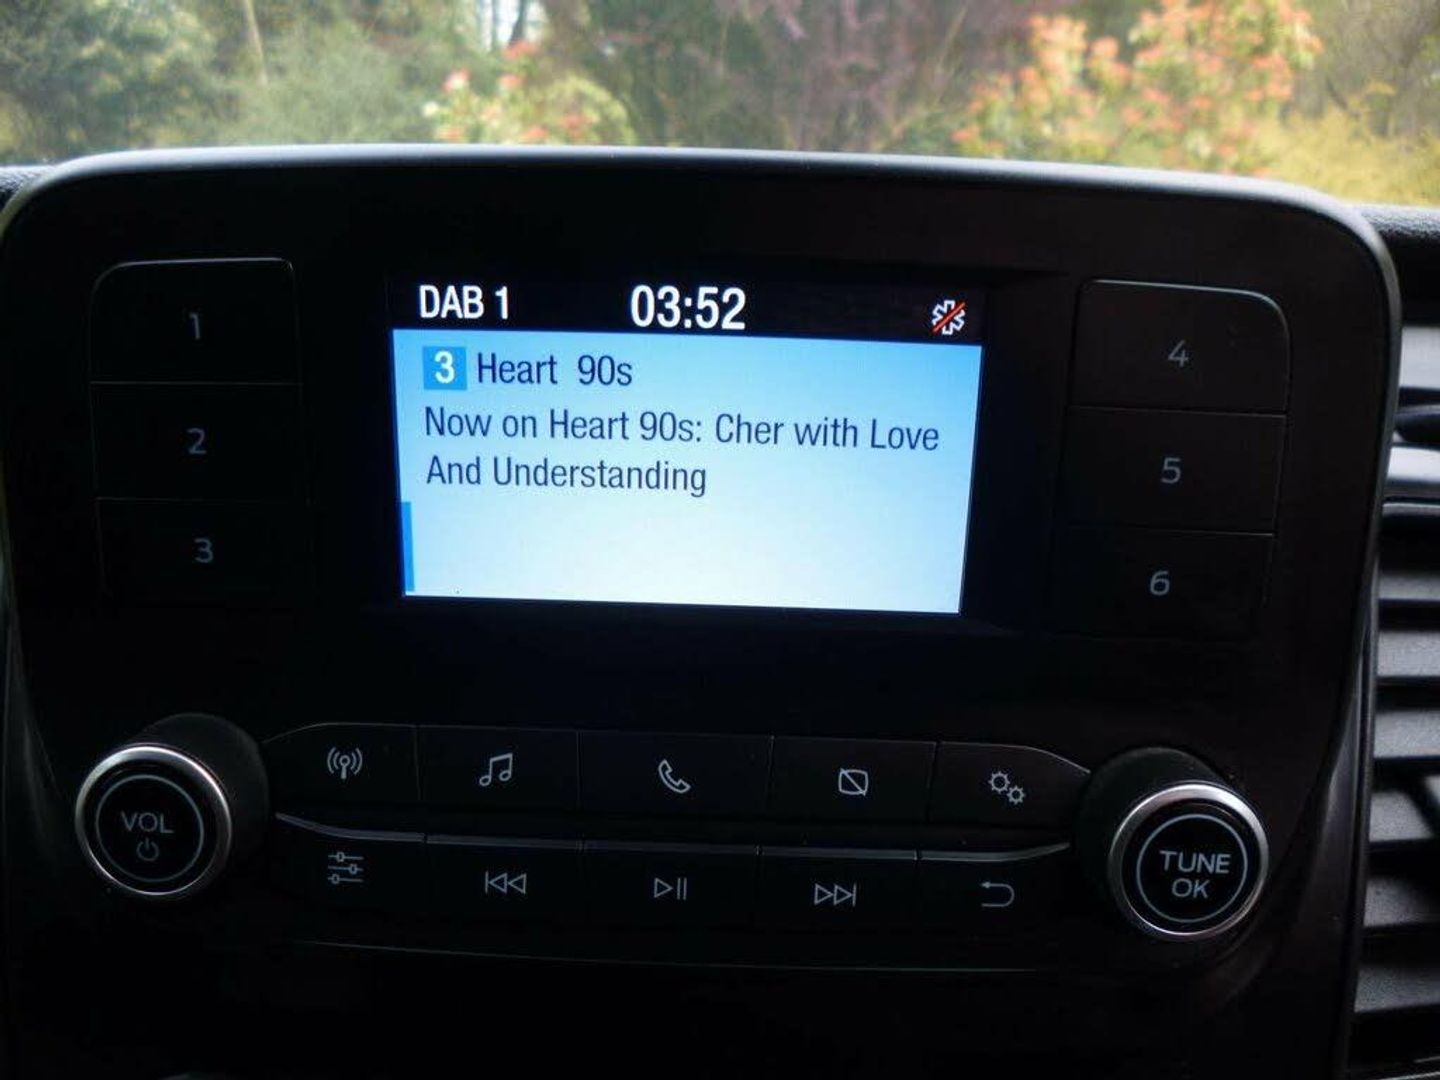 DAB 1 03:52
3 Heart 90s
Now on Heart 90s: Cher with Love
And Understanding
1
2
3
4
5
6
VOL
TUNE
OK